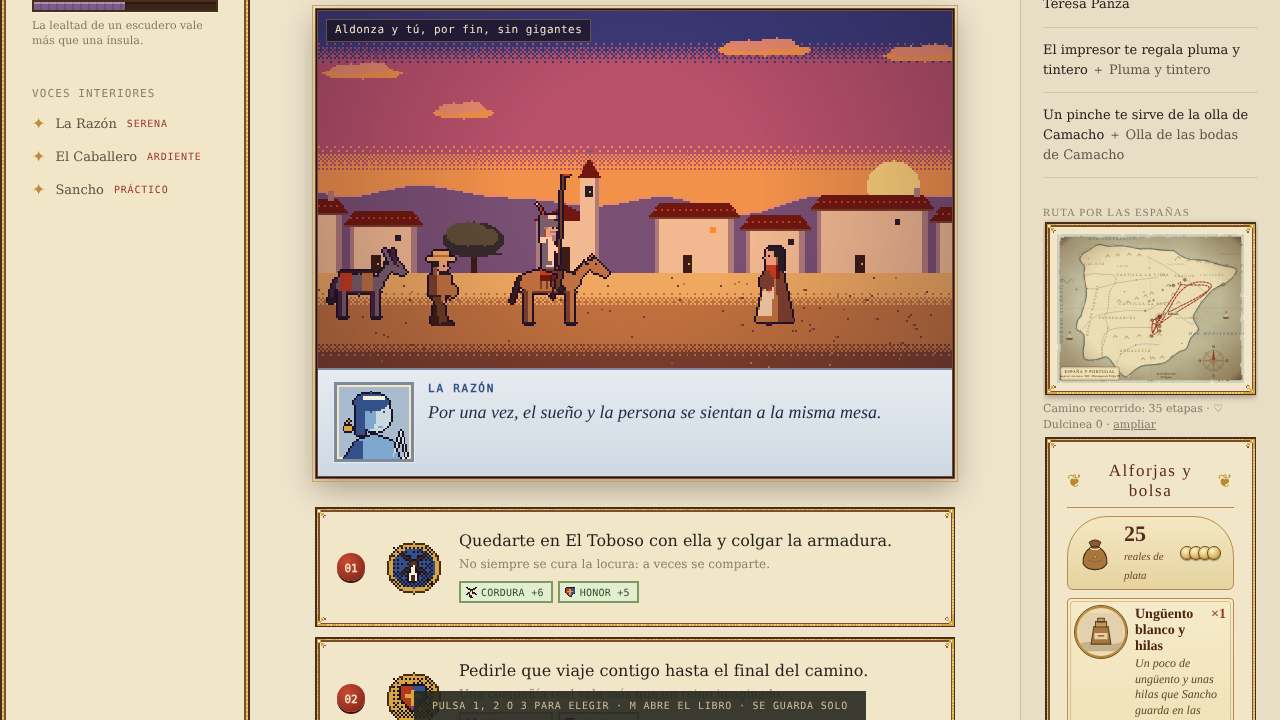 La lealtad de un escudero vale
más que una ínsula.
VOCES INTERIORES
✦ La Razón SERENA
✦ El Caballero ARDIENTE
✦ Sancho PRÁCTICO
Aldonza y tú, por fin, sin gigantes
LA RAZÓN
Por una vez, el sueño y la persona se sientan a la misma mesa.
01
Quedarte en El Toboso con ella y colgar la armadura.
No siempre se cura la locura: a veces se comparte.
CORDURA +6 HONOR +5
02
Pedirle que viaje contigo hasta el final del camino.
PULSA 1, 2 O 3 PARA ELEGIR · M ABRE EL LIBRO · SE GUARDA SOLO
Teresa Panza
El impresor te regala pluma y
tintero + Pluma y tintero
Un pinche te sirve de la olla de
Camacho + Olla de las bodas
de Camacho
RUTA POR LAS ESPAÑAS
ESPAÑA Y PORTUGAL
Camino recorrido: 35 etapas · ♡
Dulcinea 0 · ampliar
Alforjas y
bolsa
25
reales de
plata
Ungüento ×1
blanco y
hilas
Un poco de
ungüento y unas
hilas que Sancho
guarda en las